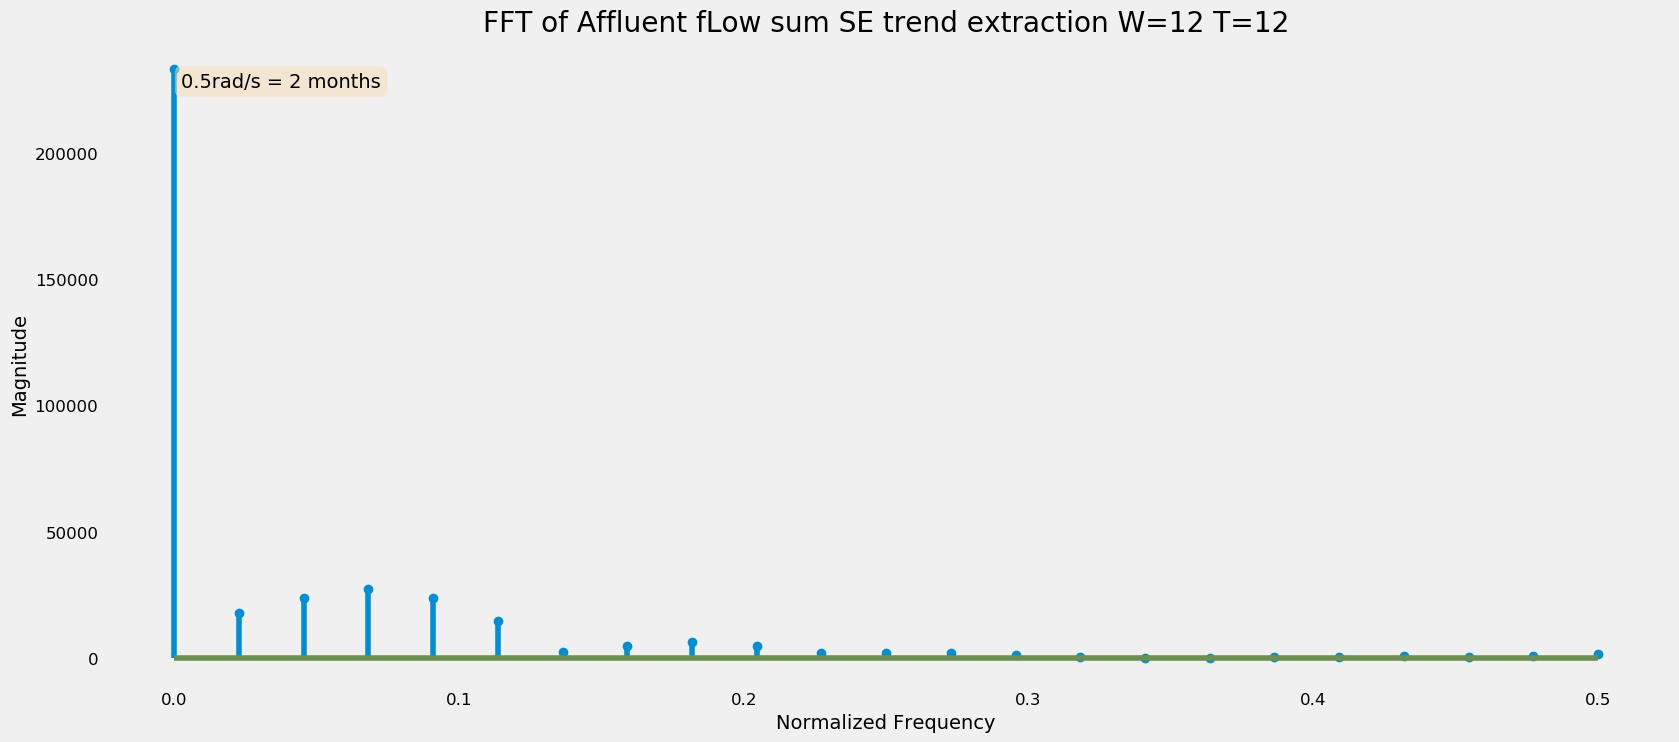 FFT of Affluent fLow sum SE trend extraction W=12 T=12
0.5rad/s = 2 months
200000
150000
100000
50000
0
Magnitude
0.0 0.1 0.2 0.3 0.4 0.5
Normalized Frequency